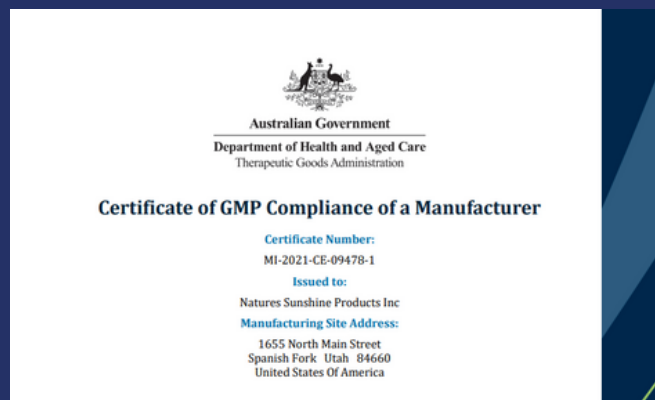 Australian Government
Department of Health and Aged Care
Therapeutic Goods Administration
Certificate of GMP Compliance of a Manufacturer
Certificate Number:
MI-2021-CE-09478-1
Issued to:
Natures Sunshine Products Inc
Manufacturing Site Address:
1655 North Main Street
Spanish Fork Utah 84660
United States Of America